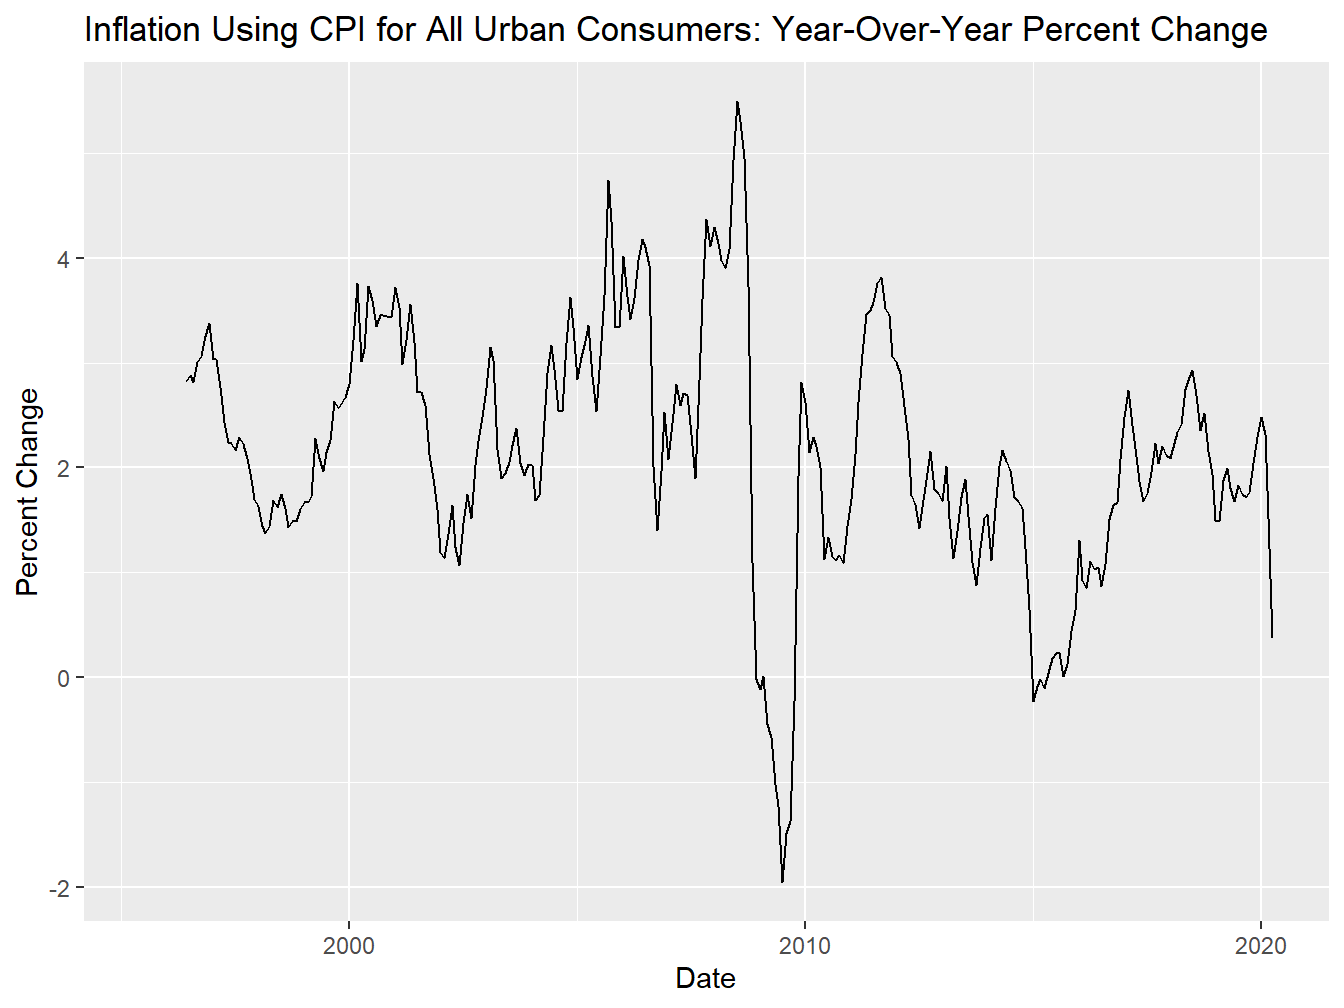 Inflation Using CPI for All Urban Consumers: Year-Over-Year Percent Change
Percent Change
4
2
0
-2
2000
2010
2020
Date